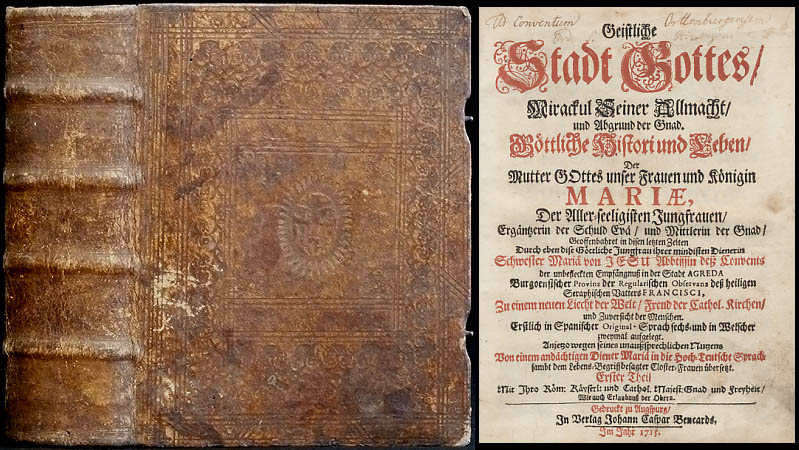 Ad Conventum Orttenburgensem
Geistliche
Stadt Gottes/
Mirackul Seiner Allmacht/
und Abgrund der Gnad.
Göttliche Histori und Leben/
Der
Mutter GOttes unser Frauen und Königin
MARIÆ,
Der Aller-seeligisten Jungfrauen/
Ergäntzerin der Schuld Evä/ und Mittlerin der Gnad/
Geoffenbahret in disen letzten Zeiten
Durch eben dise Göttliche Jungfrau ihrer mindisten Dienerin
Schwester Mariä von JESU Abbtissin deß Convents
der unbefleckten Empfängnuß in der Stadt AGREDA
Burgoensischer Provinz der Regularischen Observanz deß heiligen
Seraphischen Vatters FRANCISCI,
Zu einem neuen Liecht der Welt/ Freud der Cathol. Kirchen/
und Zuversicht der Menschen.
Erstlich in Spanischer Original-Sprach sechs- und in Welscher
zweymal aufgelegt.
Anjetzo wegen seines unaußsprechlichen Nutzens
Von einem andächtigen Diener Mariä in die Hoch-Teutsche Sprach
sambt dem Lebens-Begriff besagter Closter-Frauen übersetzt.
Erster Theil
Mit Ihro Röm: Käyserl: und Cathol. Majest: Gnad und Freyheit/
Wie auch Erlaubnuß der Obern.
Gedruckt zu Augspurg/
In Verlag Johann Caspar Bencards,
Im Jahr 1715.